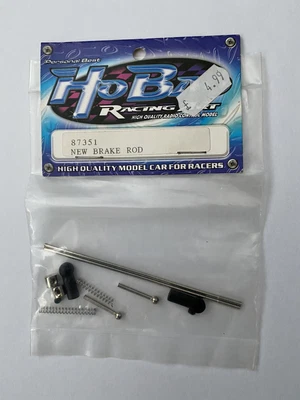 Personal Best
HoBao
RACING
HIGH QUALITY RADIO CONTROL MODEL
£ 4.99
87351
NEW BRAKE ROD
HIGH QUALITY MODEL CAR FOR RACERS